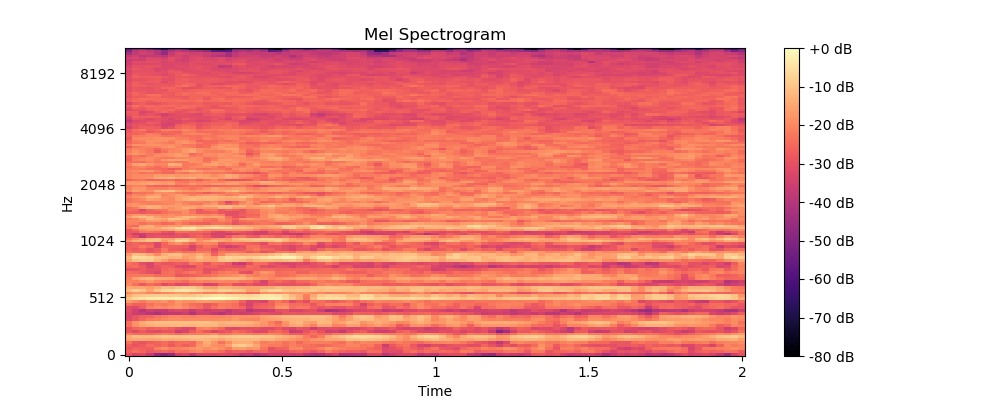 Mel Spectrogram
Hz
8192
4096
2048
1024
512
0
0
0.5
1
1.5
2
Time
+0 dB
-10 dB
-20 dB
-30 dB
-40 dB
-50 dB
-60 dB
-70 dB
-80 dB